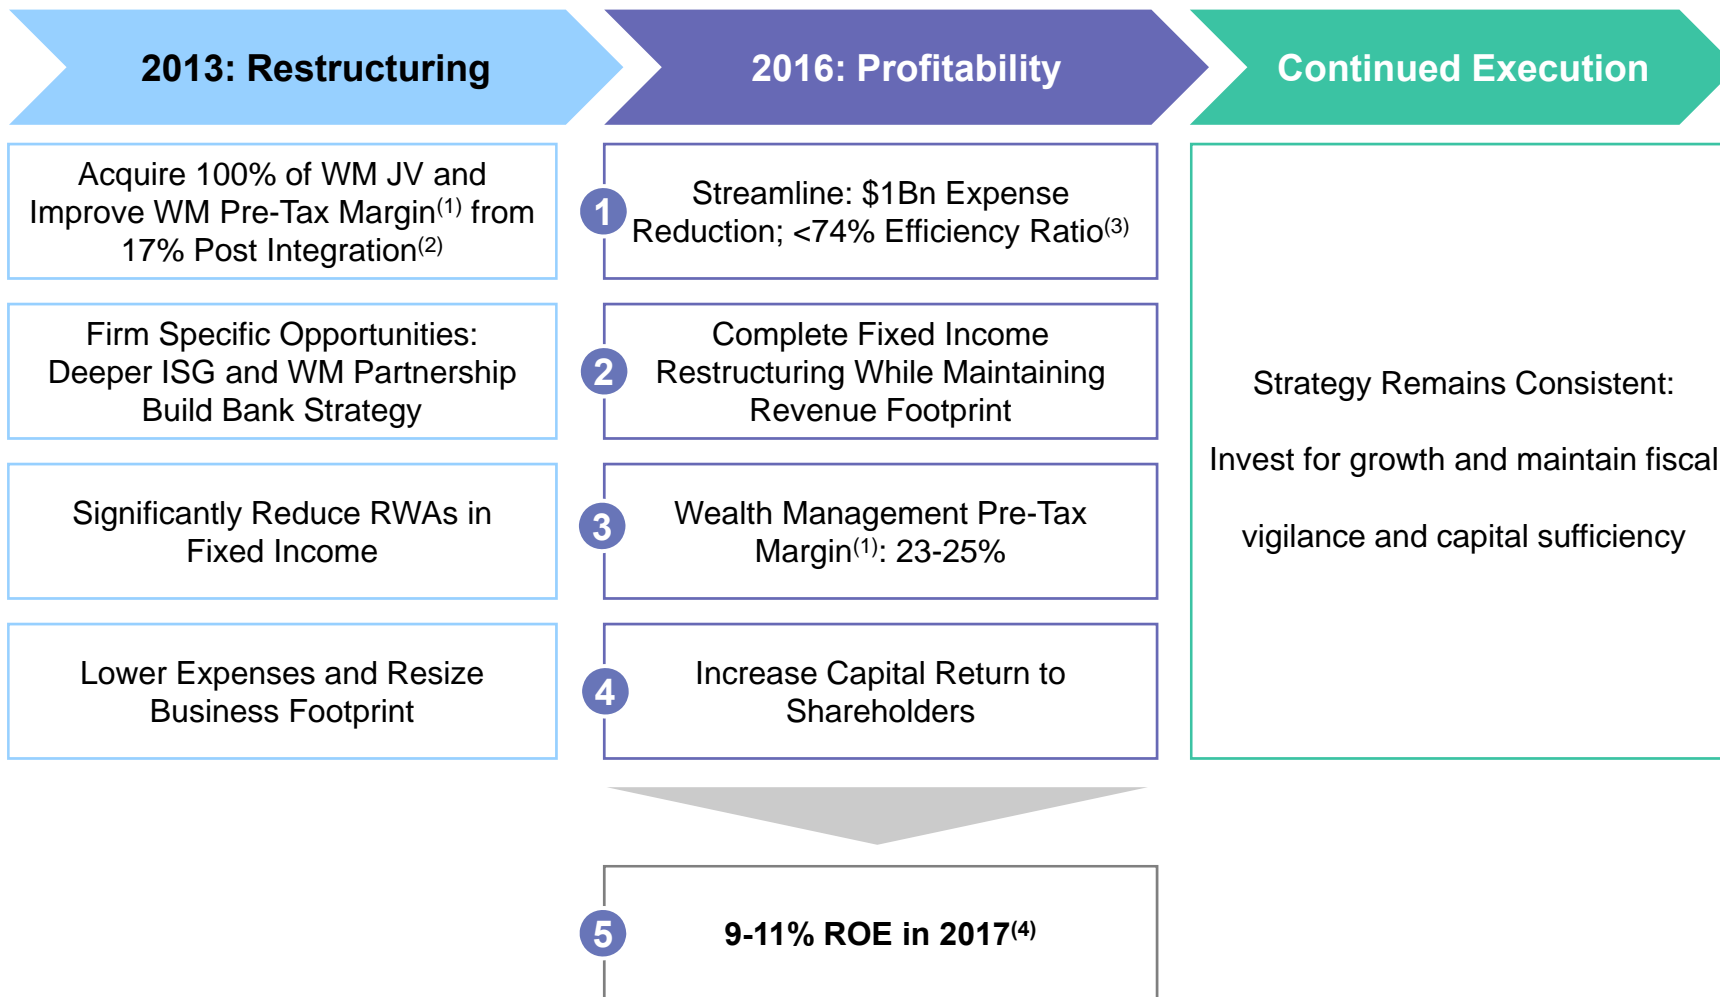 2013: Restructuring
2016: Profitability
Continued Execution
Acquire 100% of WM JV and
Improve WM Pre-Tax Margin(1) from
17% Post Integration(2)
Firm Specific Opportunities:
Deeper ISG and WM Partnership
Build Bank Strategy
Significantly Reduce RWAs in
Fixed Income
Lower Expenses and Resize
Business Footprint
1
Streamline: $1Bn Expense
Reduction; <74% Efficiency Ratio(3)
2
Complete Fixed Income
Restructuring While Maintaining
Revenue Footprint
3
Wealth Management Pre-Tax
Margin(1): 23-25%
4
Increase Capital Return to
Shareholders
5
9-11% ROE in 2017(4)
Strategy Remains Consistent:
Invest for growth and maintain fiscal
vigilance and capital sufficiency